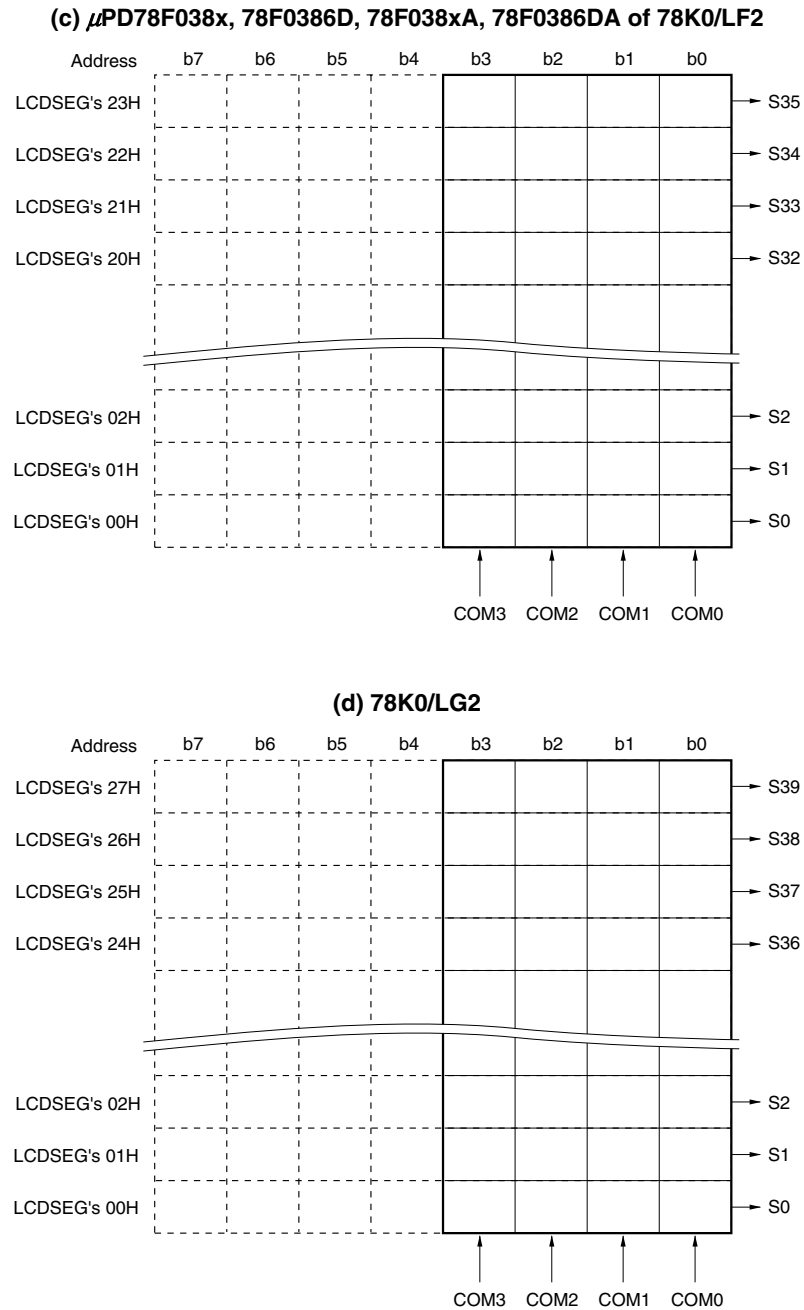 (c) μPD78F038x, 78F0386D, 78F038xA, 78F0386DA of 78K0/LF2
Address b7 b6 b5 b4 b3 b2 b1 b0
LCDSEG's 23H S35
LCDSEG's 22H S34
LCDSEG's 21H S33
LCDSEG's 20H S32
LCDSEG's 02H S2
LCDSEG's 01H S1
LCDSEG's 00H S0
COM3 COM2 COM1 COM0
(d) 78K0/LG2
Address b7 b6 b5 b4 b3 b2 b1 b0
LCDSEG's 27H S39
LCDSEG's 26H S38
LCDSEG's 25H S37
LCDSEG's 24H S36
LCDSEG's 02H S2
LCDSEG's 01H S1
LCDSEG's 00H S0
COM3 COM2 COM1 COM0